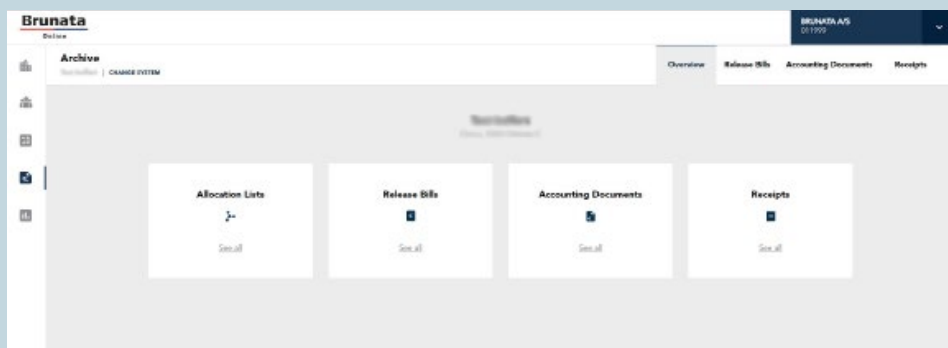 Brunata
Online
BRUNATA A/S
011999
Archive
CHANGE SYSTEM
Overview
Release Bills
Accounting Documents
Receipts
Allocation Lists
Release Bills
Accounting Documents
Receipts
See all
See all
See all
See all